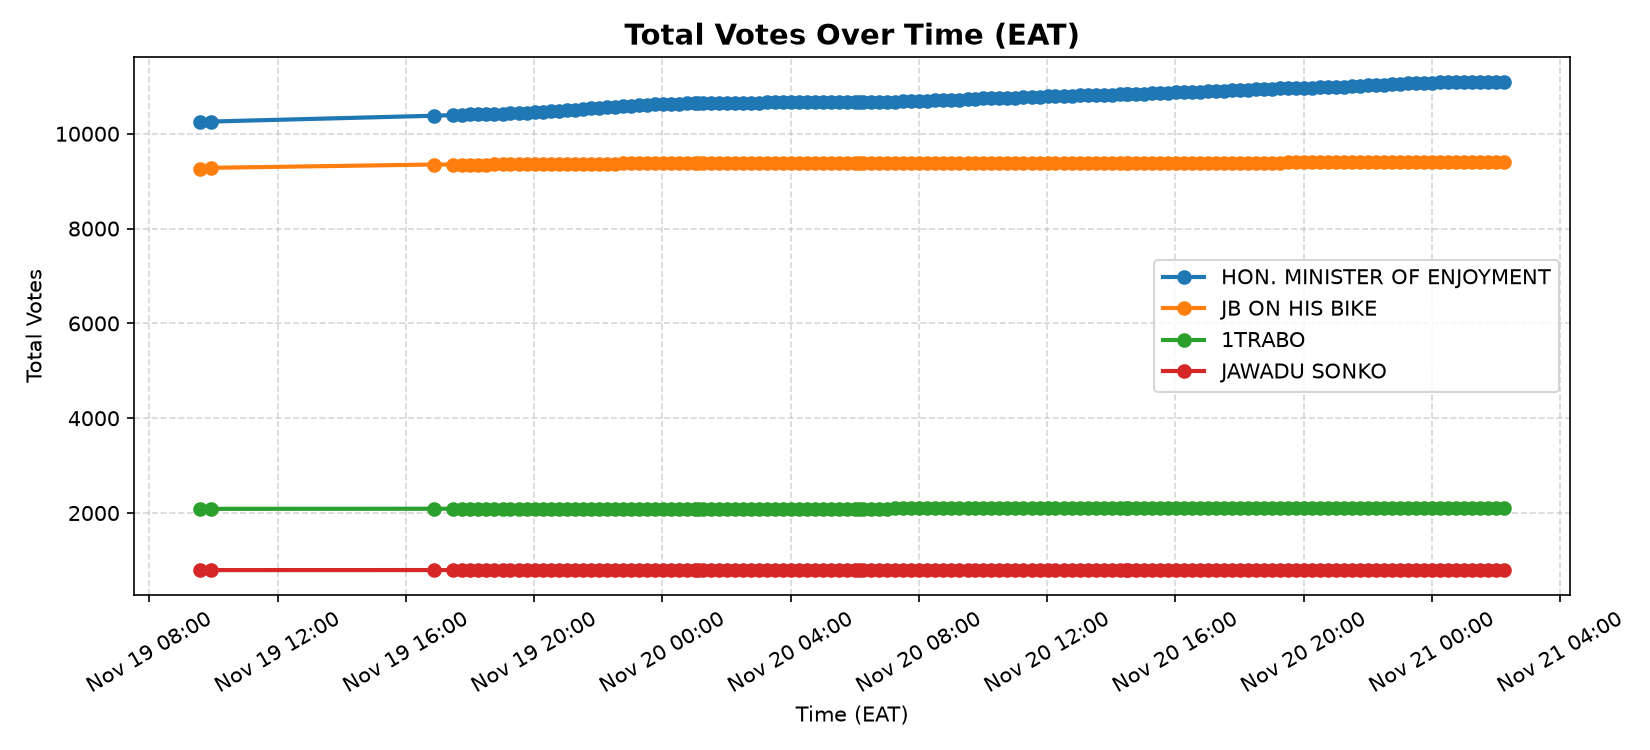 Total Votes Over Time (EAT)
Total Votes
10000
8000
6000
4000
2000
HON. MINISTER OF ENJOYMENT
JB ON HIS BIKE
1TRABO
JAWADU SONKO
Nov 19 08:00
Nov 19 12:00
Nov 19 16:00
Nov 19 20:00
Nov 20 00:00
Nov 20 04:00
Nov 20 08:00
Nov 20 12:00
Nov 20 16:00
Nov 20 20:00
Nov 21 00:00
Nov 21 04:00
Time (EAT)